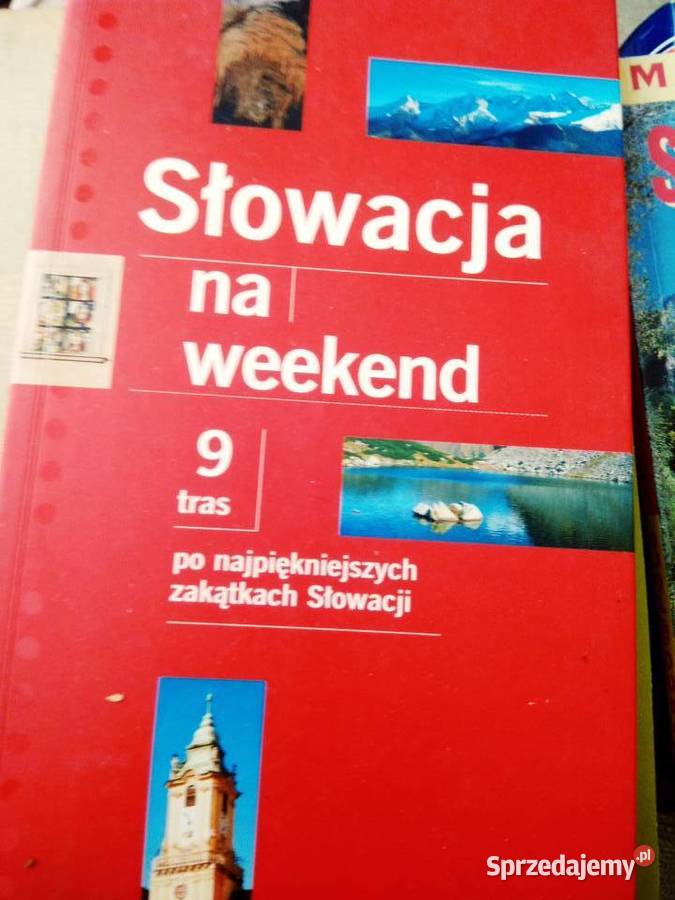 Słowacja
na
weekend
9
tras
po najpiękniejszych
zakątkach Słowacji
M
S
Sprzedajemy.pl